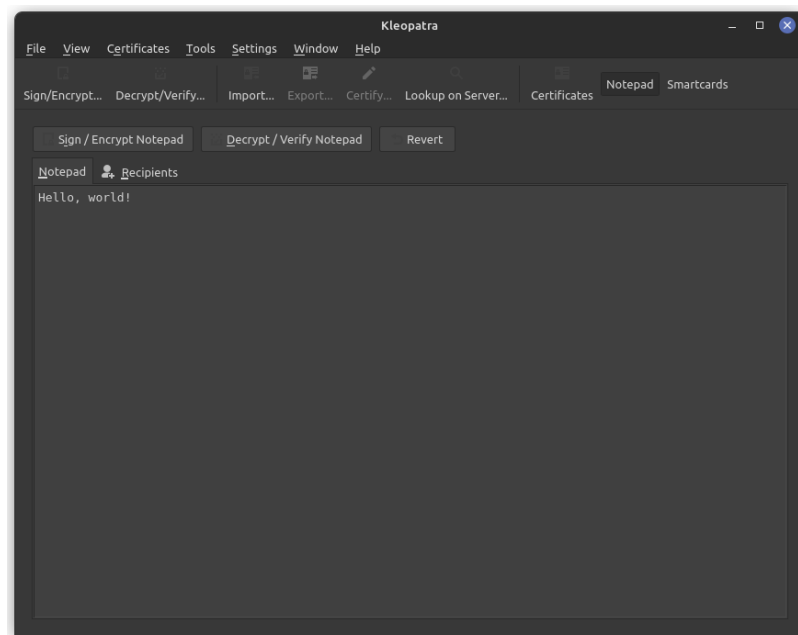 Kleopatra
File View Certificates Tools Settings Window Help
Sign/Encrypt... Decrypt/Verify... Import... Export... Certify... Lookup on Server... Certificates Notepad Smartcards
Sign / Encrypt Notepad Decrypt / Verify Notepad Revert
Notepad Recipients
Hello, world!